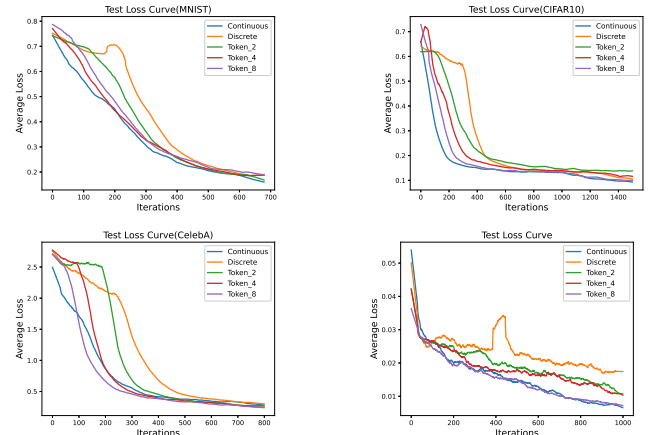 Test Loss Curve(MNIST)
Average Loss
0.8
0.7
0.6
0.5
0.4
0.3
0.2
0
100
200
300
400
500
600
700
Iterations
Continuous
Discrete
Token_2
Token_4
Token_8
Test Loss Curve(CIFAR10)
Average Loss
0.7
0.6
0.5
0.4
0.3
0.2
0.1
0
200
400
600
800
1000
1200
1400
Iterations
Continuous
Discrete
Token_2
Token_4
Token_8
Test Loss Curve(CelebA)
Average Loss
2.5
2.0
1.5
1.0
0.5
0
100
200
300
400
500
600
700
800
Iterations
Continuous
Discrete
Token_2
Token_4
Token_8
Test Loss Curve
Average Loss
0.05
0.04
0.03
0.02
0.01
0
200
400
600
800
1000
Iterations
Continuous
Discrete
Token_2
Token_4
Token_8